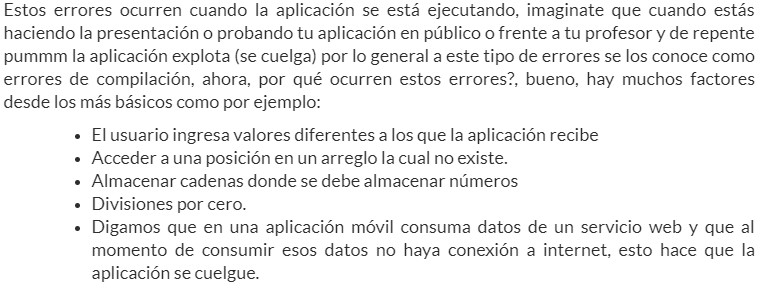 Estos errores ocurren cuando la aplicación se está ejecutando, imaginate que cuando estás
haciendo la presentación o probando tu aplicación en público o frente a tu profesor y de repente
pummm la aplicación explota (se cuelga) por lo general a este tipo de errores se los conoce como
errores de compilación, ahora, por qué ocurren estos errores?, bueno, hay muchos factores
desde los más básicos como por ejemplo:
• El usuario ingresa valores diferentes a los que la aplicación recibe
• Acceder a una posición en un arreglo la cual no existe.
• Almacenar cadenas donde se debe almacenar números
• Divisiones por cero.
• Digamos que en una aplicación móvil consuma datos de un servicio web y que al
momento de consumir esos datos no haya conexión a internet, esto hace que la
aplicación se cuelgue.